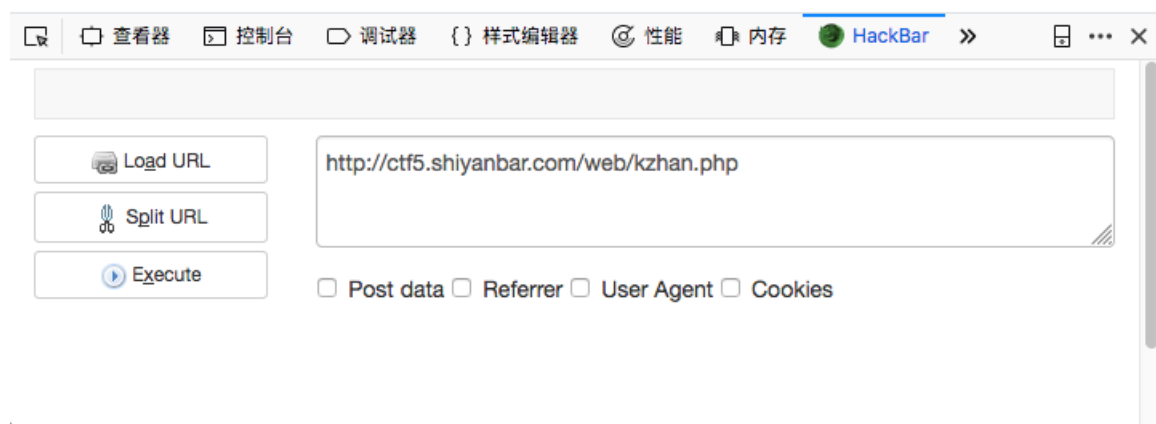 查看器 控制台 调试器 {} 样式编辑器 性能 内存 HackBar
Load URL
http://ctf5.shiyanbar.com/web/kzhan.php
Split URL
Execute
Post data Referrer User Agent Cookies